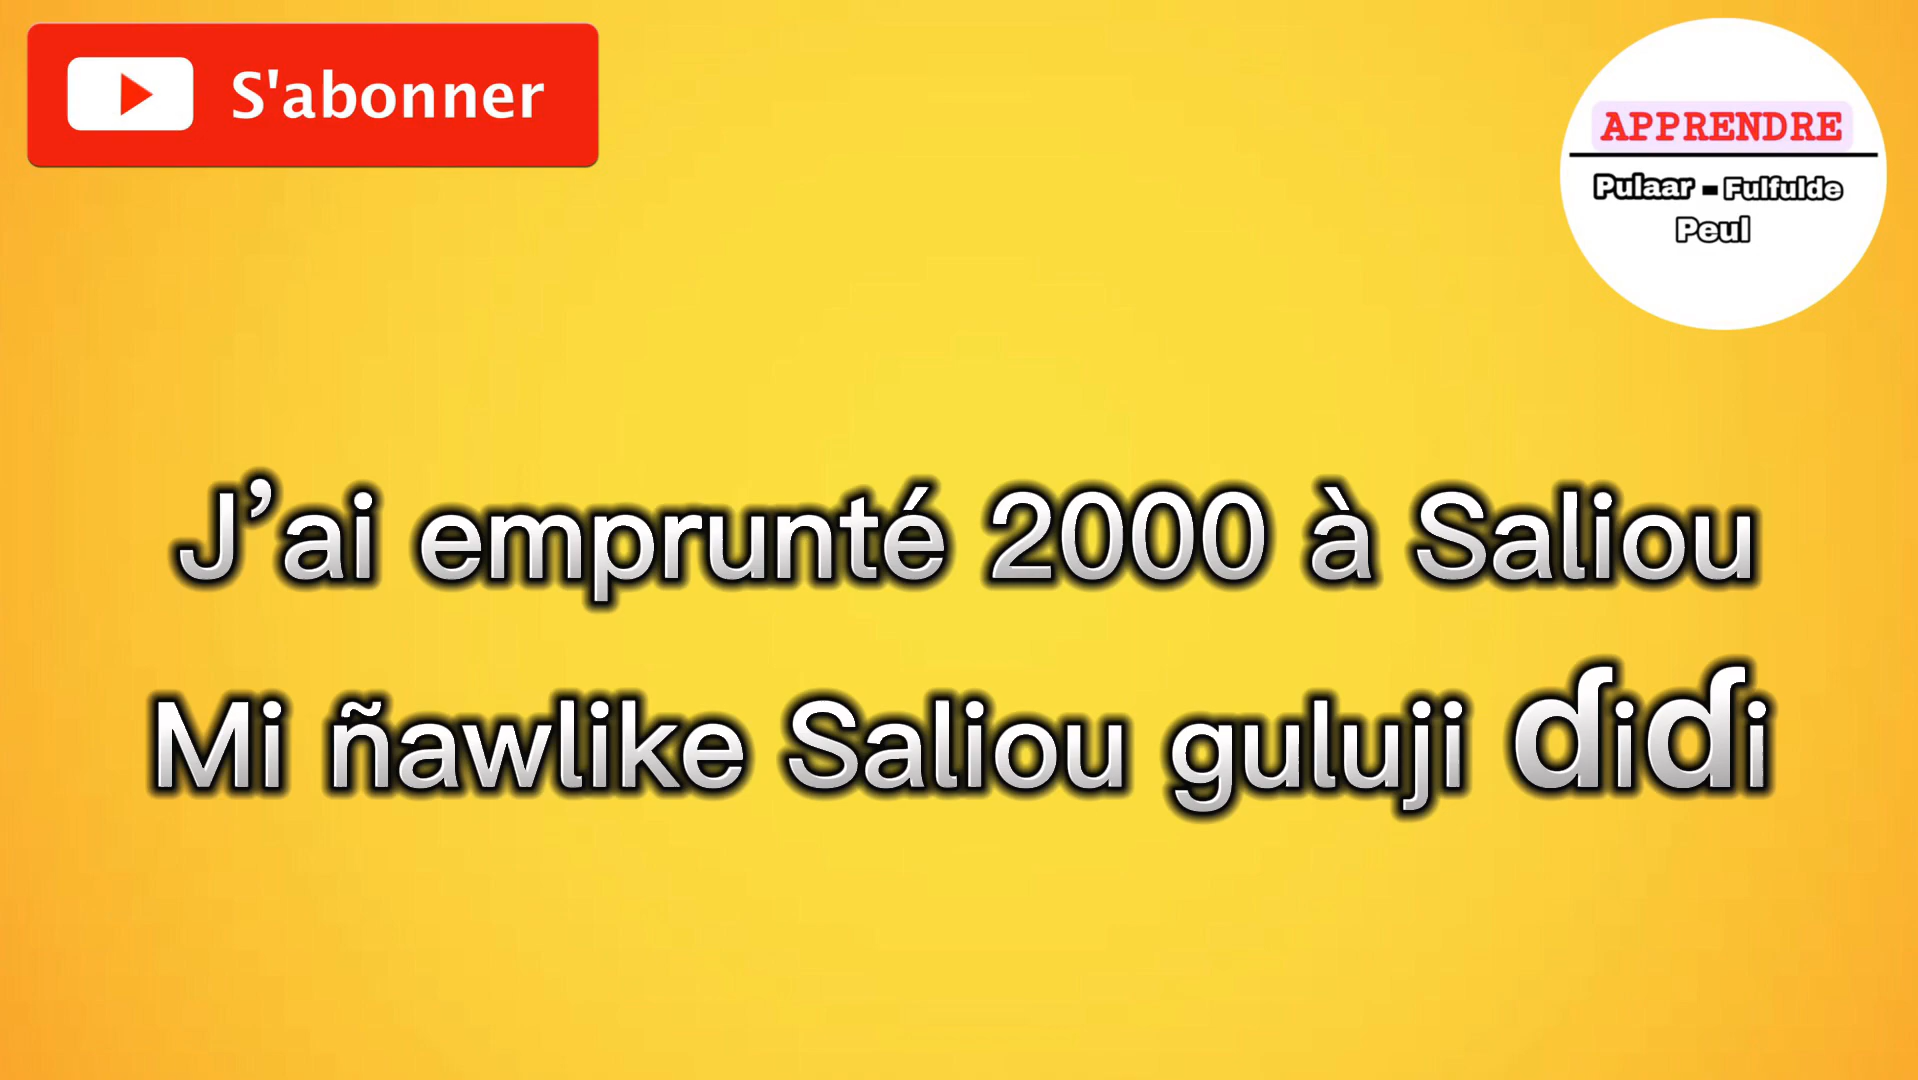 S'abonner
APPRENDRE
Pulaar - Fulfulde
Peul
J’ai emprunté 2000 à Saliou
Mi ñawlike Saliou guluji ɗiɗi